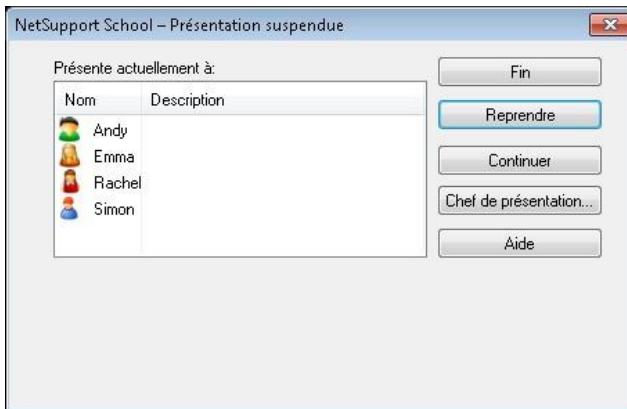 NetSupport School – Présentation suspendue
Présente actuellement à:
Nom Description
Andy
Emma
Rachel
Simon
Fin
Reprendre
Continuer
Chef de présentation...
Aide